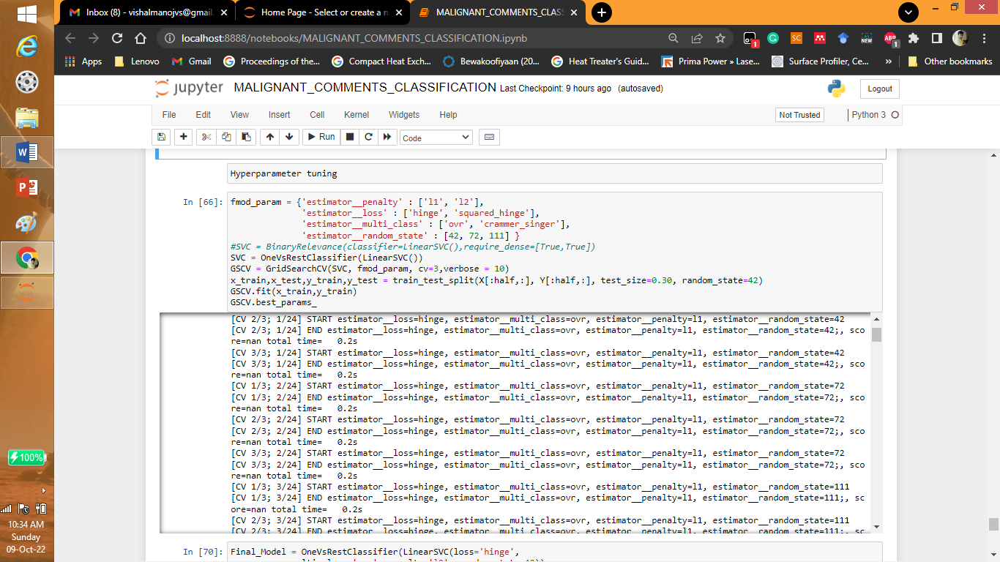 Inbox (8) - vishalmanojvs@gmail.
Home Page - Select or create a n
MALIGNANT_COMMENTS_CLASS
localhost:8888/notebooks/MALIGNANT_COMMENTS_CLASSIFICATION.ipynb
Apps Lenovo Gmail Proceedings of the... Compact Heat Exch... Bewakoofiyaan (20... Heat Treater's Guid... Prima Power » Lase... Surface Profiler, Ce... » Other bookmarks
jupyter MALIGNANT_COMMENTS_CLASSIFICATION Last Checkpoint: 9 hours ago (autosaved) Logout
File Edit View Insert Cell Kernel Widgets Help Not Trusted Python 3
Run Code
Hyperparameter tuning
In [66]: fmod_param = {'estimator__penalty' : ['l1', 'l2'],
'estimator__loss' : ['hinge', 'squared_hinge'],
'estimator__multi_class' : ['ovr', 'crammer_singer'],
'estimator__random_state' : [42, 72, 111] }
#SVC = BinaryRelevance(classifier=LinearSVC(),require_dense=[True,True])
SVC = OneVsRestClassifier(LinearSVC())
GSCV = GridSearchCV(SVC, fmod_param, cv=3,verbose = 10)
x_train,x_test,y_train,y_test = train_test_split(X[:half,:], Y[:half,:], test_size=0.30, random_state=42)
GSCV.fit(x_train,y_train)
GSCV.best_params_
[CV 2/3; 1/24] START estimator__loss=hinge, estimator__multi_class=ovr, estimator__penalty=l1, estimator__random_state=42
[CV 2/3; 1/24] END estimator__loss=hinge, estimator__multi_class=ovr, estimator__penalty=l1, estimator__random_state=42;, sco
re=nan total time=   0.2s
[CV 3/3; 1/24] START estimator__loss=hinge, estimator__multi_class=ovr, estimator__penalty=l1, estimator__random_state=42
[CV 3/3; 1/24] END estimator__loss=hinge, estimator__multi_class=ovr, estimator__penalty=l1, estimator__random_state=42;, sco
re=nan total time=   0.2s
[CV 1/3; 2/24] START estimator__loss=hinge, estimator__multi_class=ovr, estimator__penalty=l1, estimator__random_state=72
[CV 1/3; 2/24] END estimator__loss=hinge, estimator__multi_class=ovr, estimator__penalty=l1, estimator__random_state=72;, sco
re=nan total time=   0.2s
[CV 2/3; 2/24] START estimator__loss=hinge, estimator__multi_class=ovr, estimator__penalty=l1, estimator__random_state=72
[CV 2/3; 2/24] END estimator__loss=hinge, estimator__multi_class=ovr, estimator__penalty=l1, estimator__random_state=72;, sco
re=nan total time=   0.2s
[CV 3/3; 2/24] START estimator__loss=hinge, estimator__multi_class=ovr, estimator__penalty=l1, estimator__random_state=72
[CV 3/3; 2/24] END estimator__loss=hinge, estimator__multi_class=ovr, estimator__penalty=l1, estimator__random_state=72;, sco
re=nan total time=   0.2s
[CV 1/3; 3/24] START estimator__loss=hinge, estimator__multi_class=ovr, estimator__penalty=l1, estimator__random_state=111
[CV 1/3; 3/24] END estimator__loss=hinge, estimator__multi_class=ovr, estimator__penalty=l1, estimator__random_state=111;, sc
ore=nan total time=   0.2s
[CV 2/3; 3/24] START estimator__loss=hinge, estimator__multi_class=ovr, estimator__penalty=l1, estimator__random_state=111
[CV 2/3; 3/24] END estimator__loss=hinge, estimator__multi_class=ovr, estimator__penalty=l1, estimator__random_state=111;, sc
In [70]: Final_Model = OneVsRestClassifier(LinearSVC(loss='hinge',
100%
10:34 AM
Sunday
09-Oct-22